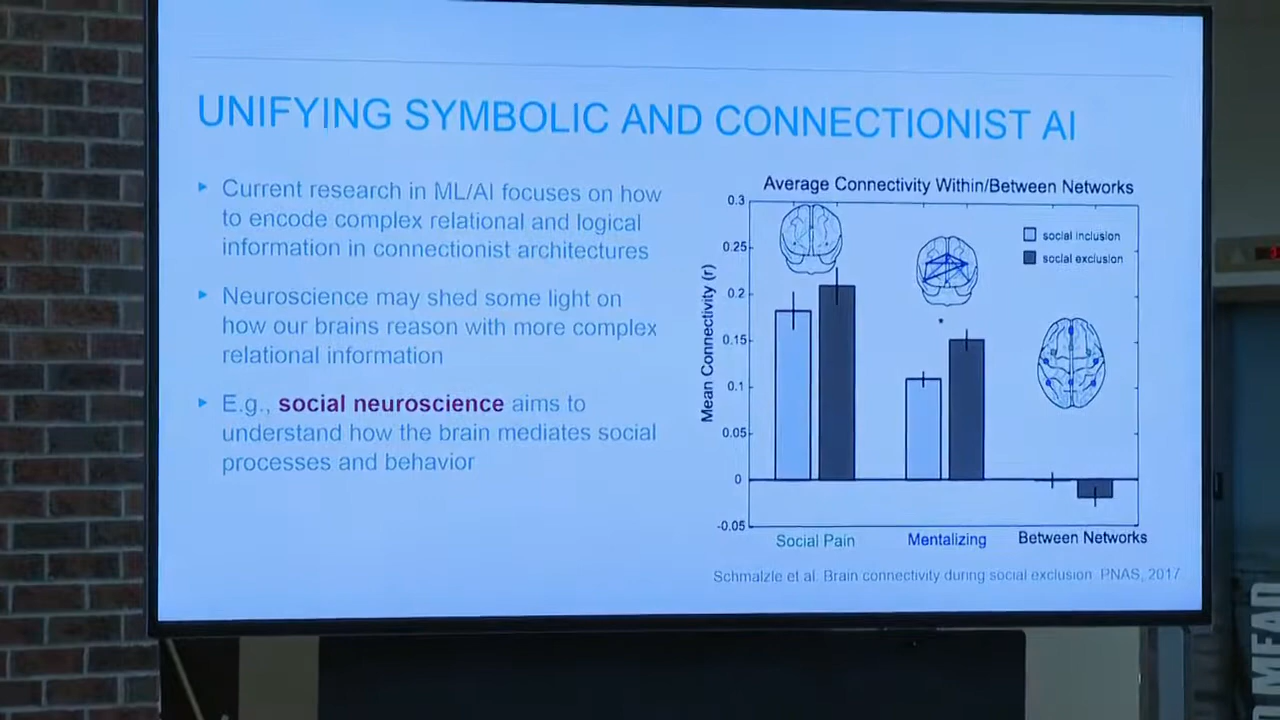 UNIFYING SYMBOLIC AND CONNECTIONIST AI
Current research in ML/AI focuses on how
to encode complex relational and logical
information in connectionist architectures
Neuroscience may shed some light on
how our brains reason with more complex
relational information
E.g., social neuroscience aims to
understand how the brain mediates social
processes and behavior
Average Connectivity Within/Between Networks
social inclusion
social exclusion
Mean Connectivity (r)
0.3
0.25
0.2
0.15
0.1
0.05
0
-0.05
Social Pain
Mentalizing
Between Networks
Schmalzle et al. Brain connectivity during social exclusion. PNAS, 2017
MEAD